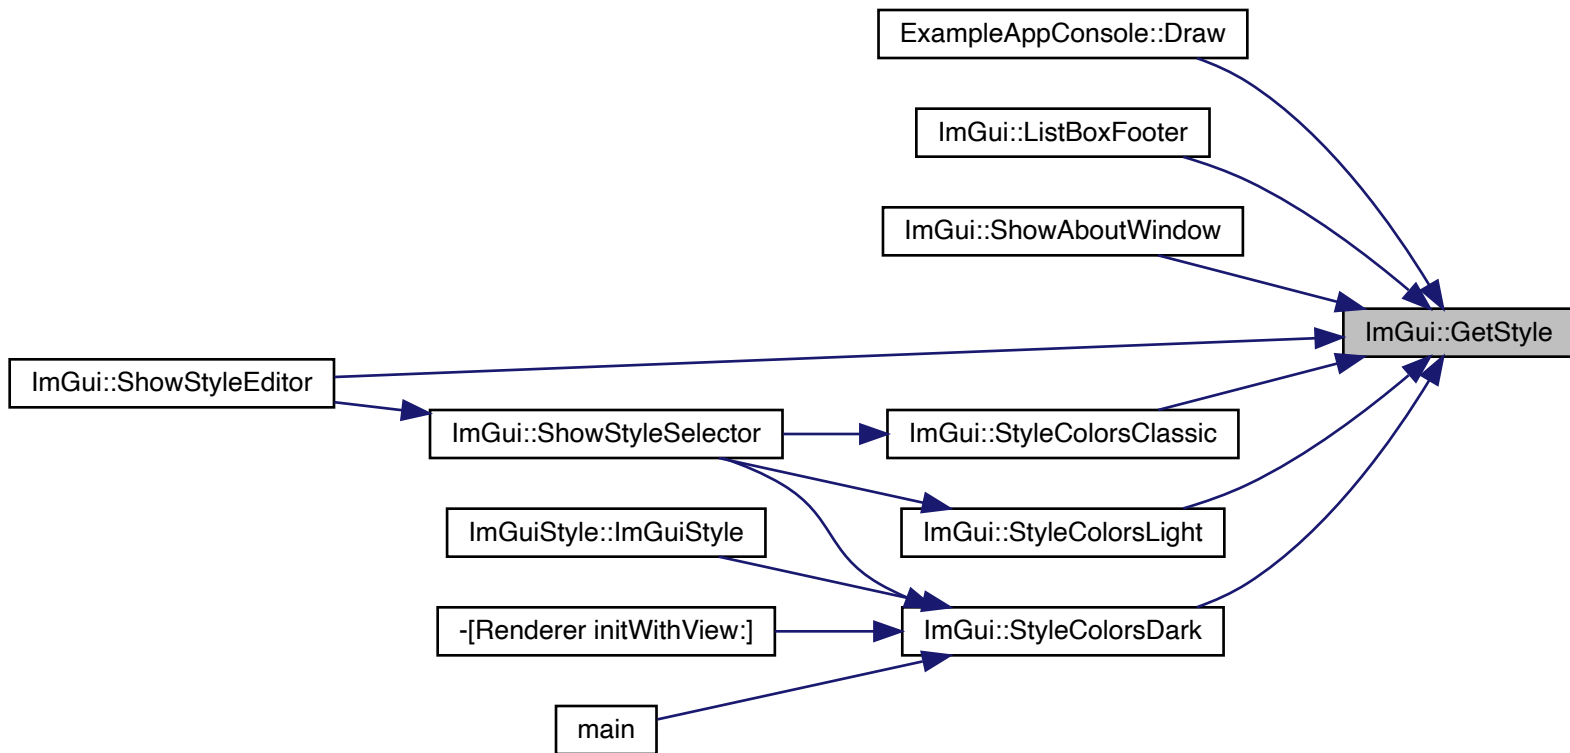 ExampleAppConsole::Draw
ImGui::ListBoxFooter
ImGui::ShowAboutWindow
ImGui::GetStyle
ImGui::ShowStyleEditor
ImGui::ShowStyleSelector
ImGui::StyleColorsClassic
ImGuiStyle::ImGuiStyle
ImGui::StyleColorsLight
-[Renderer initWithView:]
ImGui::StyleColorsDark
main